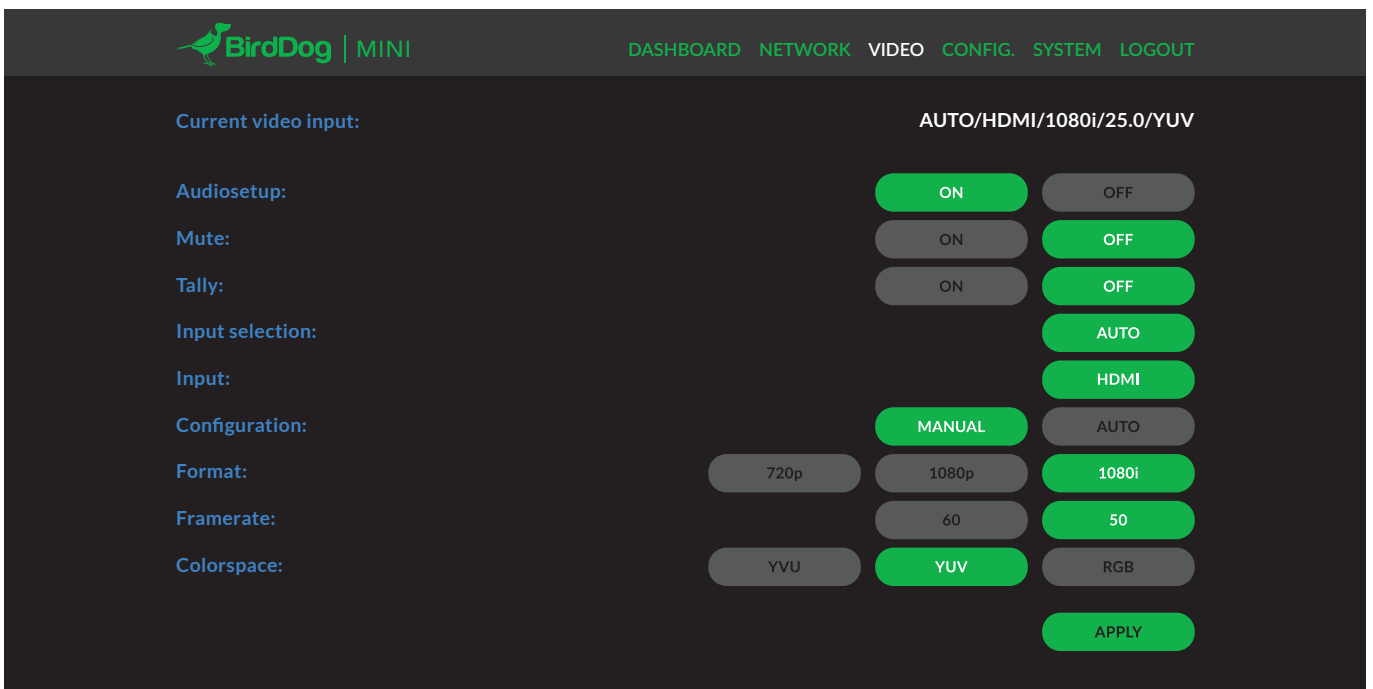 BirdDog | MINI DASHBOARD NETWORK VIDEO CONFIG. SYSTEM LOGOUT
Current video input: AUTO/HDMI/1080i/25.0/YUV
Audiosetup: ON OFF
Mute: ON OFF
Tally: ON OFF
Input selection: AUTO
Input: HDMI
Configuration: MANUAL AUTO
Format: 720p 1080p 1080i
Framerate: 60 50
Colorspace: YVU YUV RGB
APPLY